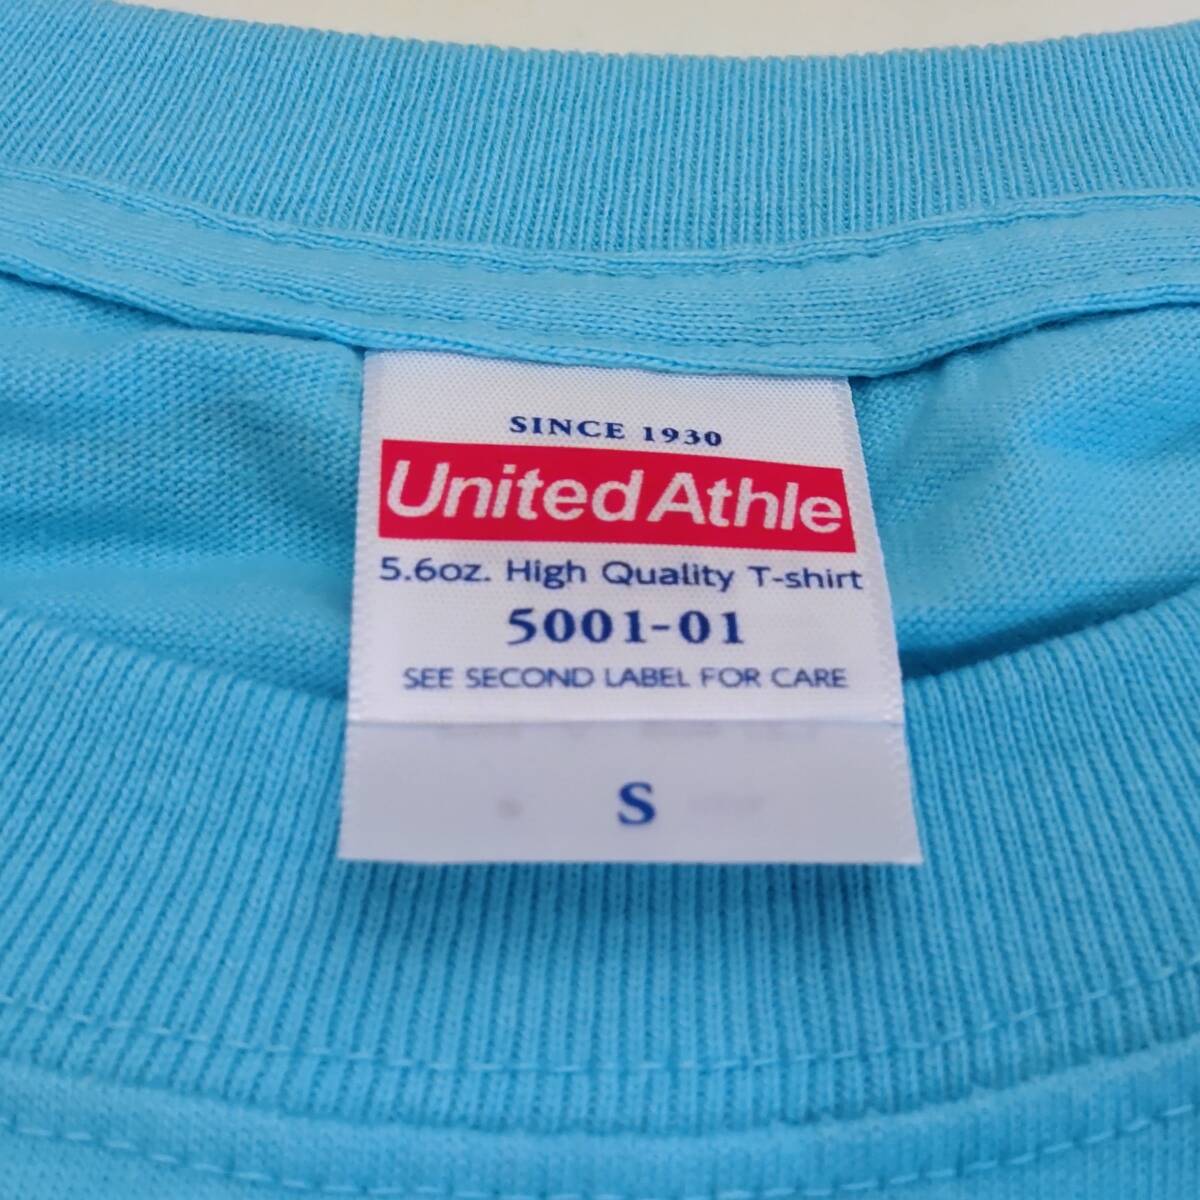 SINCE 1930
United Athle
5.6oz. High Quality T-shirt
5001-01
SEE SECOND LABEL FOR CARE
S